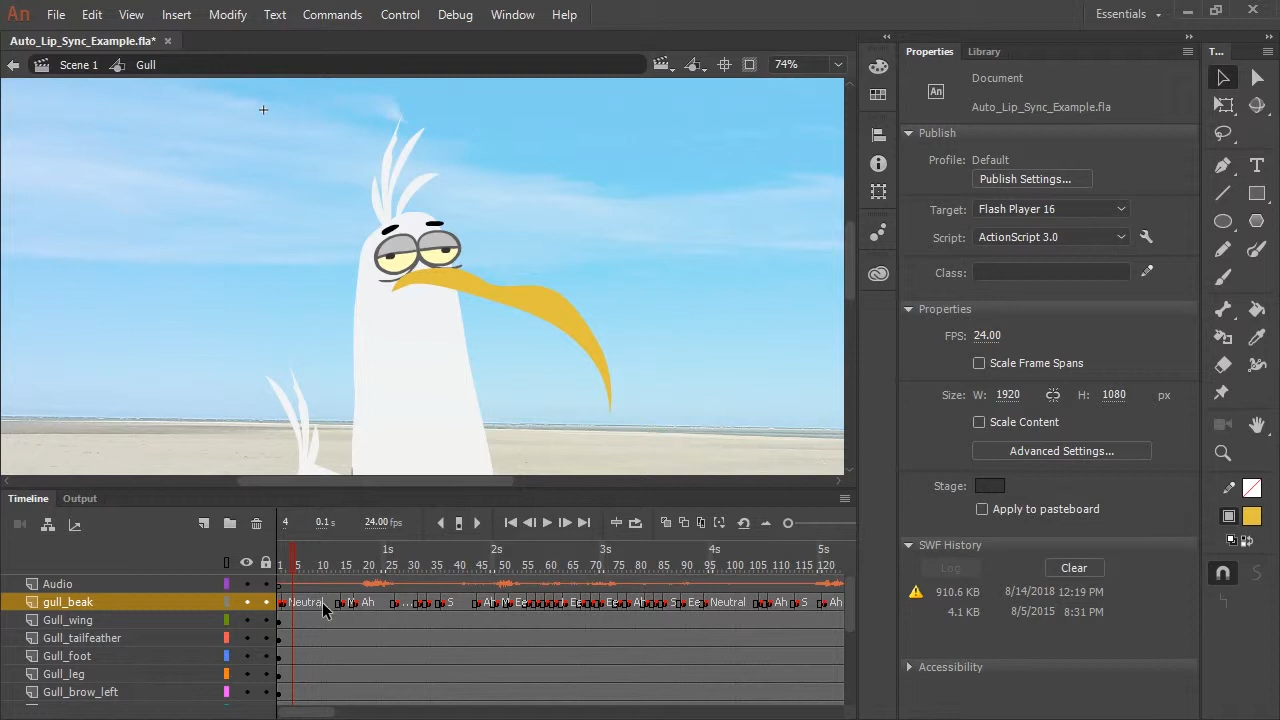 An File Edit View Insert Modify Text Commands Control Debug Window Help Essentials
Auto_Lip_Sync_Example.fla* ×
Scene 1 Gull 74%
Properties Library T...
Document
An Auto_Lip_Sync_Example.fla
Publish
Profile: Default
Publish Settings...
Target: Flash Player 16
Script: ActionScript 3.0
Class:
Properties
FPS: 24.00
Scale Frame Spans
Size: W: 1920 H: 1080 px
Scale Content
Advanced Settings...
Stage:
Apply to pasteboard
SWF History
Log Clear
910.6 KB 8/14/2018 12:19 PM
4.1 KB 8/5/2015 8:31 PM
Accessibility
Timeline Output
4 0.1 s 24.00 fps
1s 2s 3s 4s 5s
1 5 10 15 20 25 30 35 40 45 50 55 60 65 70 75 80 85 90 95 100 105 110 115 120
Audio
gull_beak Neutral M Ah ... S Ah M Ee Ee Ee S Ee Neutral Ah S Ah
Gull_wing
Gull_tailfeather
Gull_foot
Gull_leg
Gull_brow_left